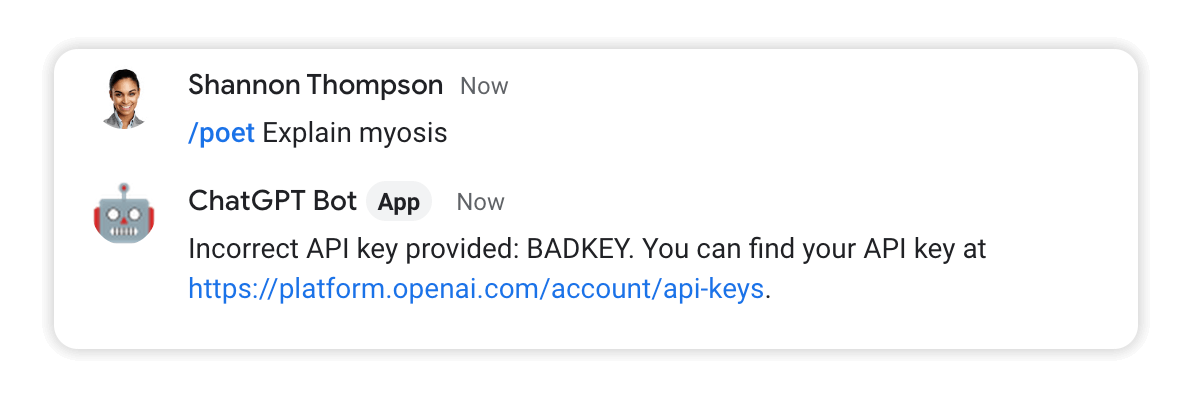 Shannon Thompson Now
/poet Explain myosis
ChatGPT Bot App Now
Incorrect API key provided: BADKEY. You can find your API key at
https://platform.openai.com/account/api-keys.